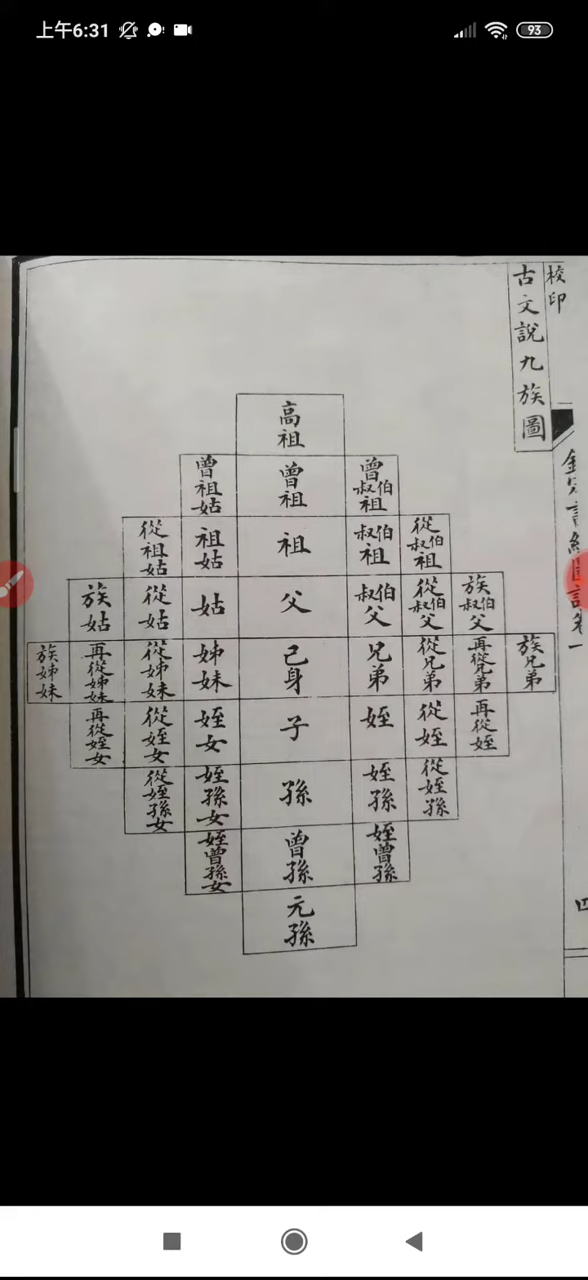 上午6:31
93
校印
古文說九族圖
四
高祖
曾祖姑
曾祖
曾叔伯祖
從祖姑
祖姑
祖
叔伯祖
從叔伯祖
族姑
從姑
姑
父
叔伯父
從叔伯父
族叔伯父
族姊妹
再從姊妹
從姊妹
姊妹
己身
兄弟
從兄弟
再從兄弟
族兄弟
再從姪女
從姪女
姪女
子
姪
從姪
再從姪
從姪孫女
姪孫女
孫
姪孫
從姪孫
姪曾孫女
曾孫
姪曾孫
元孫